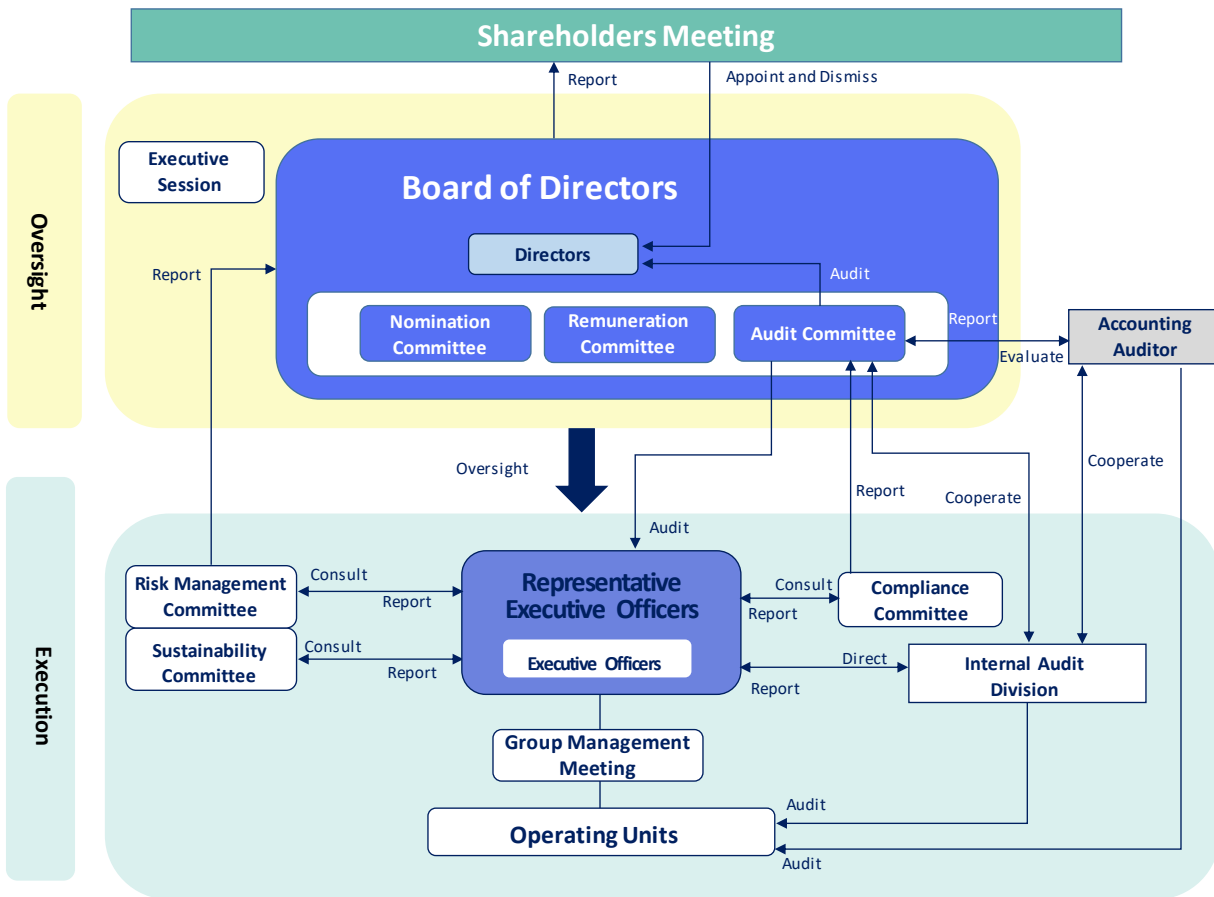 Shareholders Meeting
Report
Appoint and Dismiss
Oversight
Executive
Session
Board of Directors
Directors
Report
Audit
Nomination
Committee
Remuneration
Committee
Audit Committee
Report
Evaluate
Accounting
Auditor
Oversight
Cooperate
Report
Cooperate
Audit
Execution
Risk Management
Committee
Consult
Report
Representative
Executive Officers
Executive Officers
Consult
Report
Compliance
Committee
Sustainability
Committee
Consult
Report
Direct
Report
Internal Audit
Division
Group Management
Meeting
Operating Units
Audit
Audit